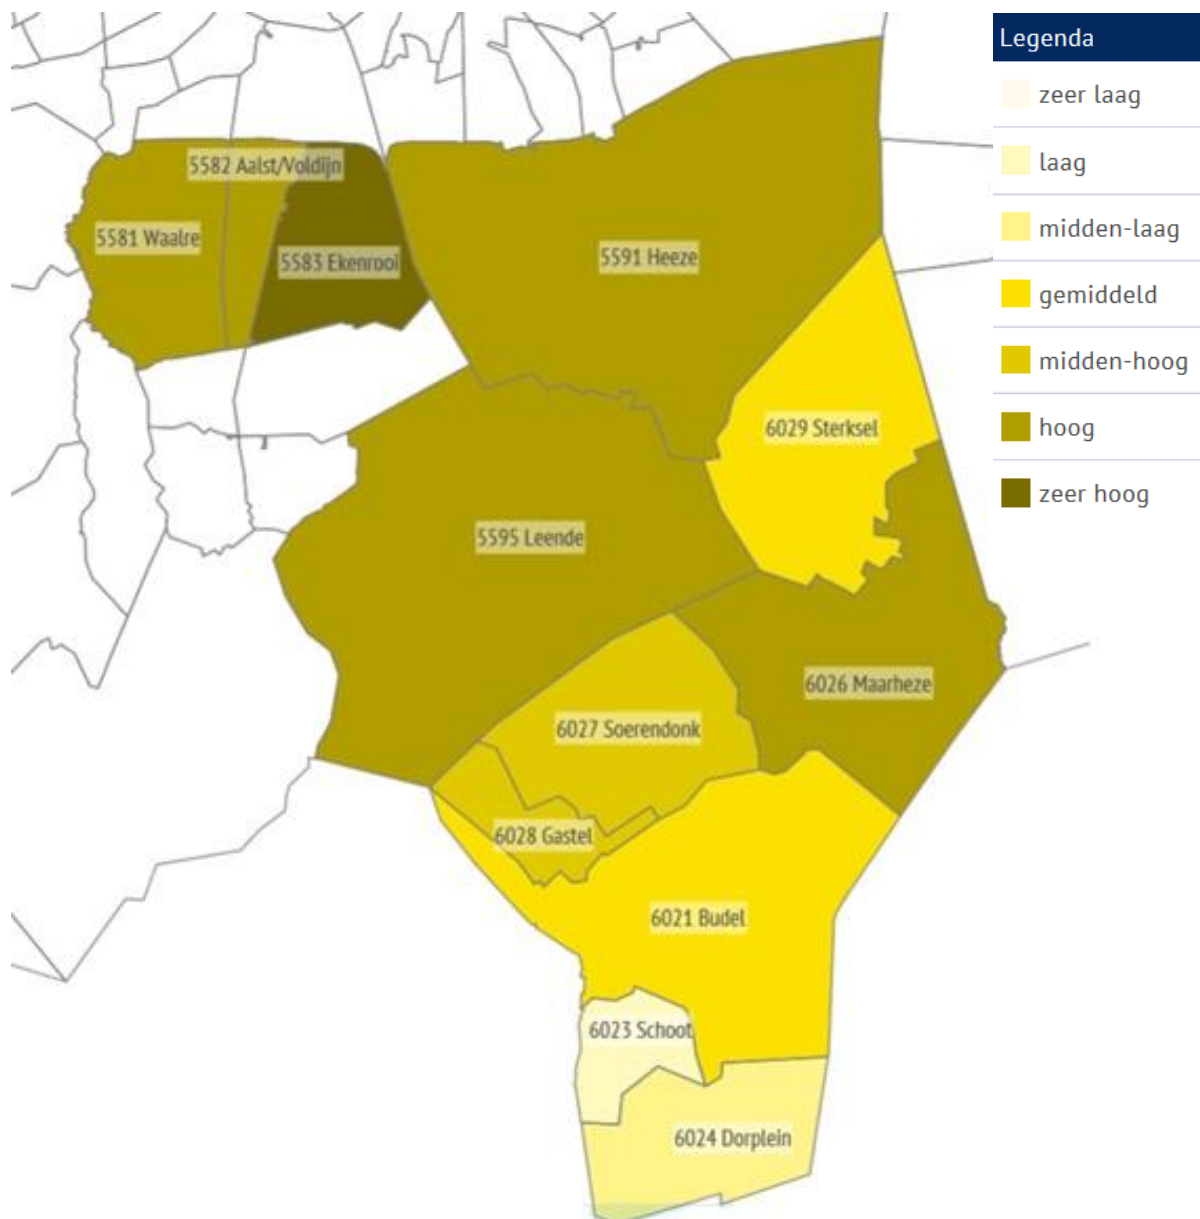 Legenda
zeer laag
laag
midden-laag
gemiddeld
midden-hoog
hoog
zeer hoog
5582 Aalst/Voldijn
5581 Waalre
5583 Ekenrooi
5591 Heeze
6029 Sterksel
5595 Leende
6026 Maarheze
6027 Soerendonk
6028 Gastel
6021 Budel
6023 Schoot
6024 Dorplein